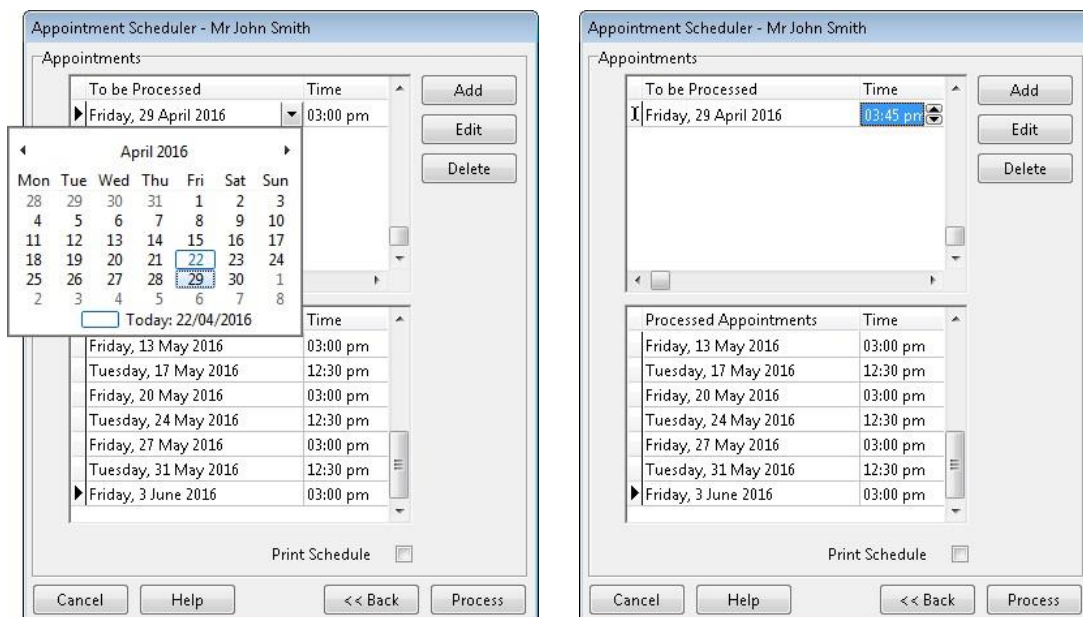 Appointment Scheduler - Mr John Smith
Appointments
To be Processed Time
Friday, 29 April 2016 03:00 pm
Add
Edit
Delete
April 2016
Mon Tue Wed Thu Fri Sat Sun
28 29 30 31 1 2 3
4 5 6 7 8 9 10
11 12 13 14 15 16 17
18 19 20 21 22 23 24
25 26 27 28 29 30 1
2 3 4 5 6 7 8
Today: 22/04/2016
Time
Friday, 13 May 2016 03:00 pm
Tuesday, 17 May 2016 12:30 pm
Friday, 20 May 2016 03:00 pm
Tuesday, 24 May 2016 12:30 pm
Friday, 27 May 2016 03:00 pm
Tuesday, 31 May 2016 12:30 pm
Friday, 3 June 2016 03:00 pm
Print Schedule
Cancel Help << Back Process
Appointment Scheduler - Mr John Smith
Appointments
To be Processed Time
Friday, 29 April 2016 03:45 pm
Add
Edit
Delete
Processed Appointments Time
Friday, 13 May 2016 03:00 pm
Tuesday, 17 May 2016 12:30 pm
Friday, 20 May 2016 03:00 pm
Tuesday, 24 May 2016 12:30 pm
Friday, 27 May 2016 03:00 pm
Tuesday, 31 May 2016 12:30 pm
Friday, 3 June 2016 03:00 pm
Print Schedule
Cancel Help << Back Process